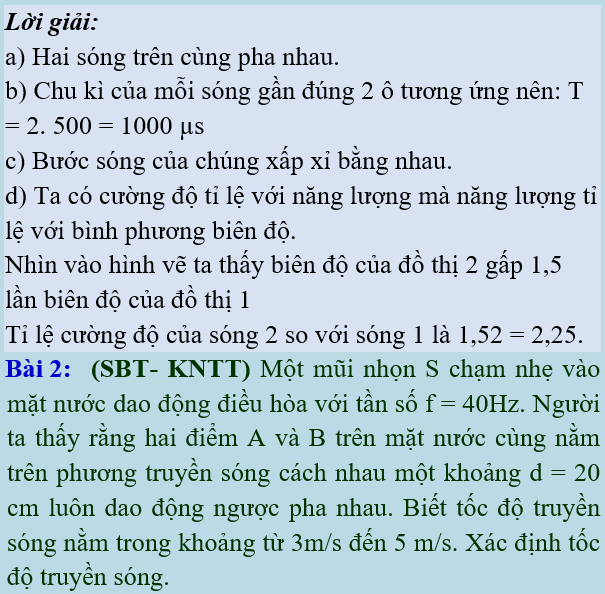 Lời giải:
a) Hai sóng trên cùng pha nhau.
b) Chu kì của mỗi sóng gần đúng 2 ô tương ứng nên: T
= 2. 500 = 1000 µs
c) Bước sóng của chúng xấp xỉ bằng nhau.
d) Ta có cường độ tỉ lệ với năng lượng mà năng lượng tỉ
lệ với bình phương biên độ.
Nhìn vào hình vẽ ta thấy biên độ của đồ thị 2 gấp 1,5
lần biên độ của đồ thị 1
Tỉ lệ cường độ của sóng 2 so với sóng 1 là 1,52 = 2,25.
Bài 2: (SBT- KNTT) Một mũi nhọn S chạm nhẹ vào
mặt nước dao động điều hòa với tần số f = 40Hz. Người
ta thấy rằng hai điểm A và B trên mặt nước cùng nằm
trên phương truyền sóng cách nhau một khoảng d = 20
cm luôn dao động ngược pha nhau. Biết tốc độ truyền
sóng nằm trong khoảng từ 3m/s đến 5 m/s. Xác định tốc
độ truyền sóng.